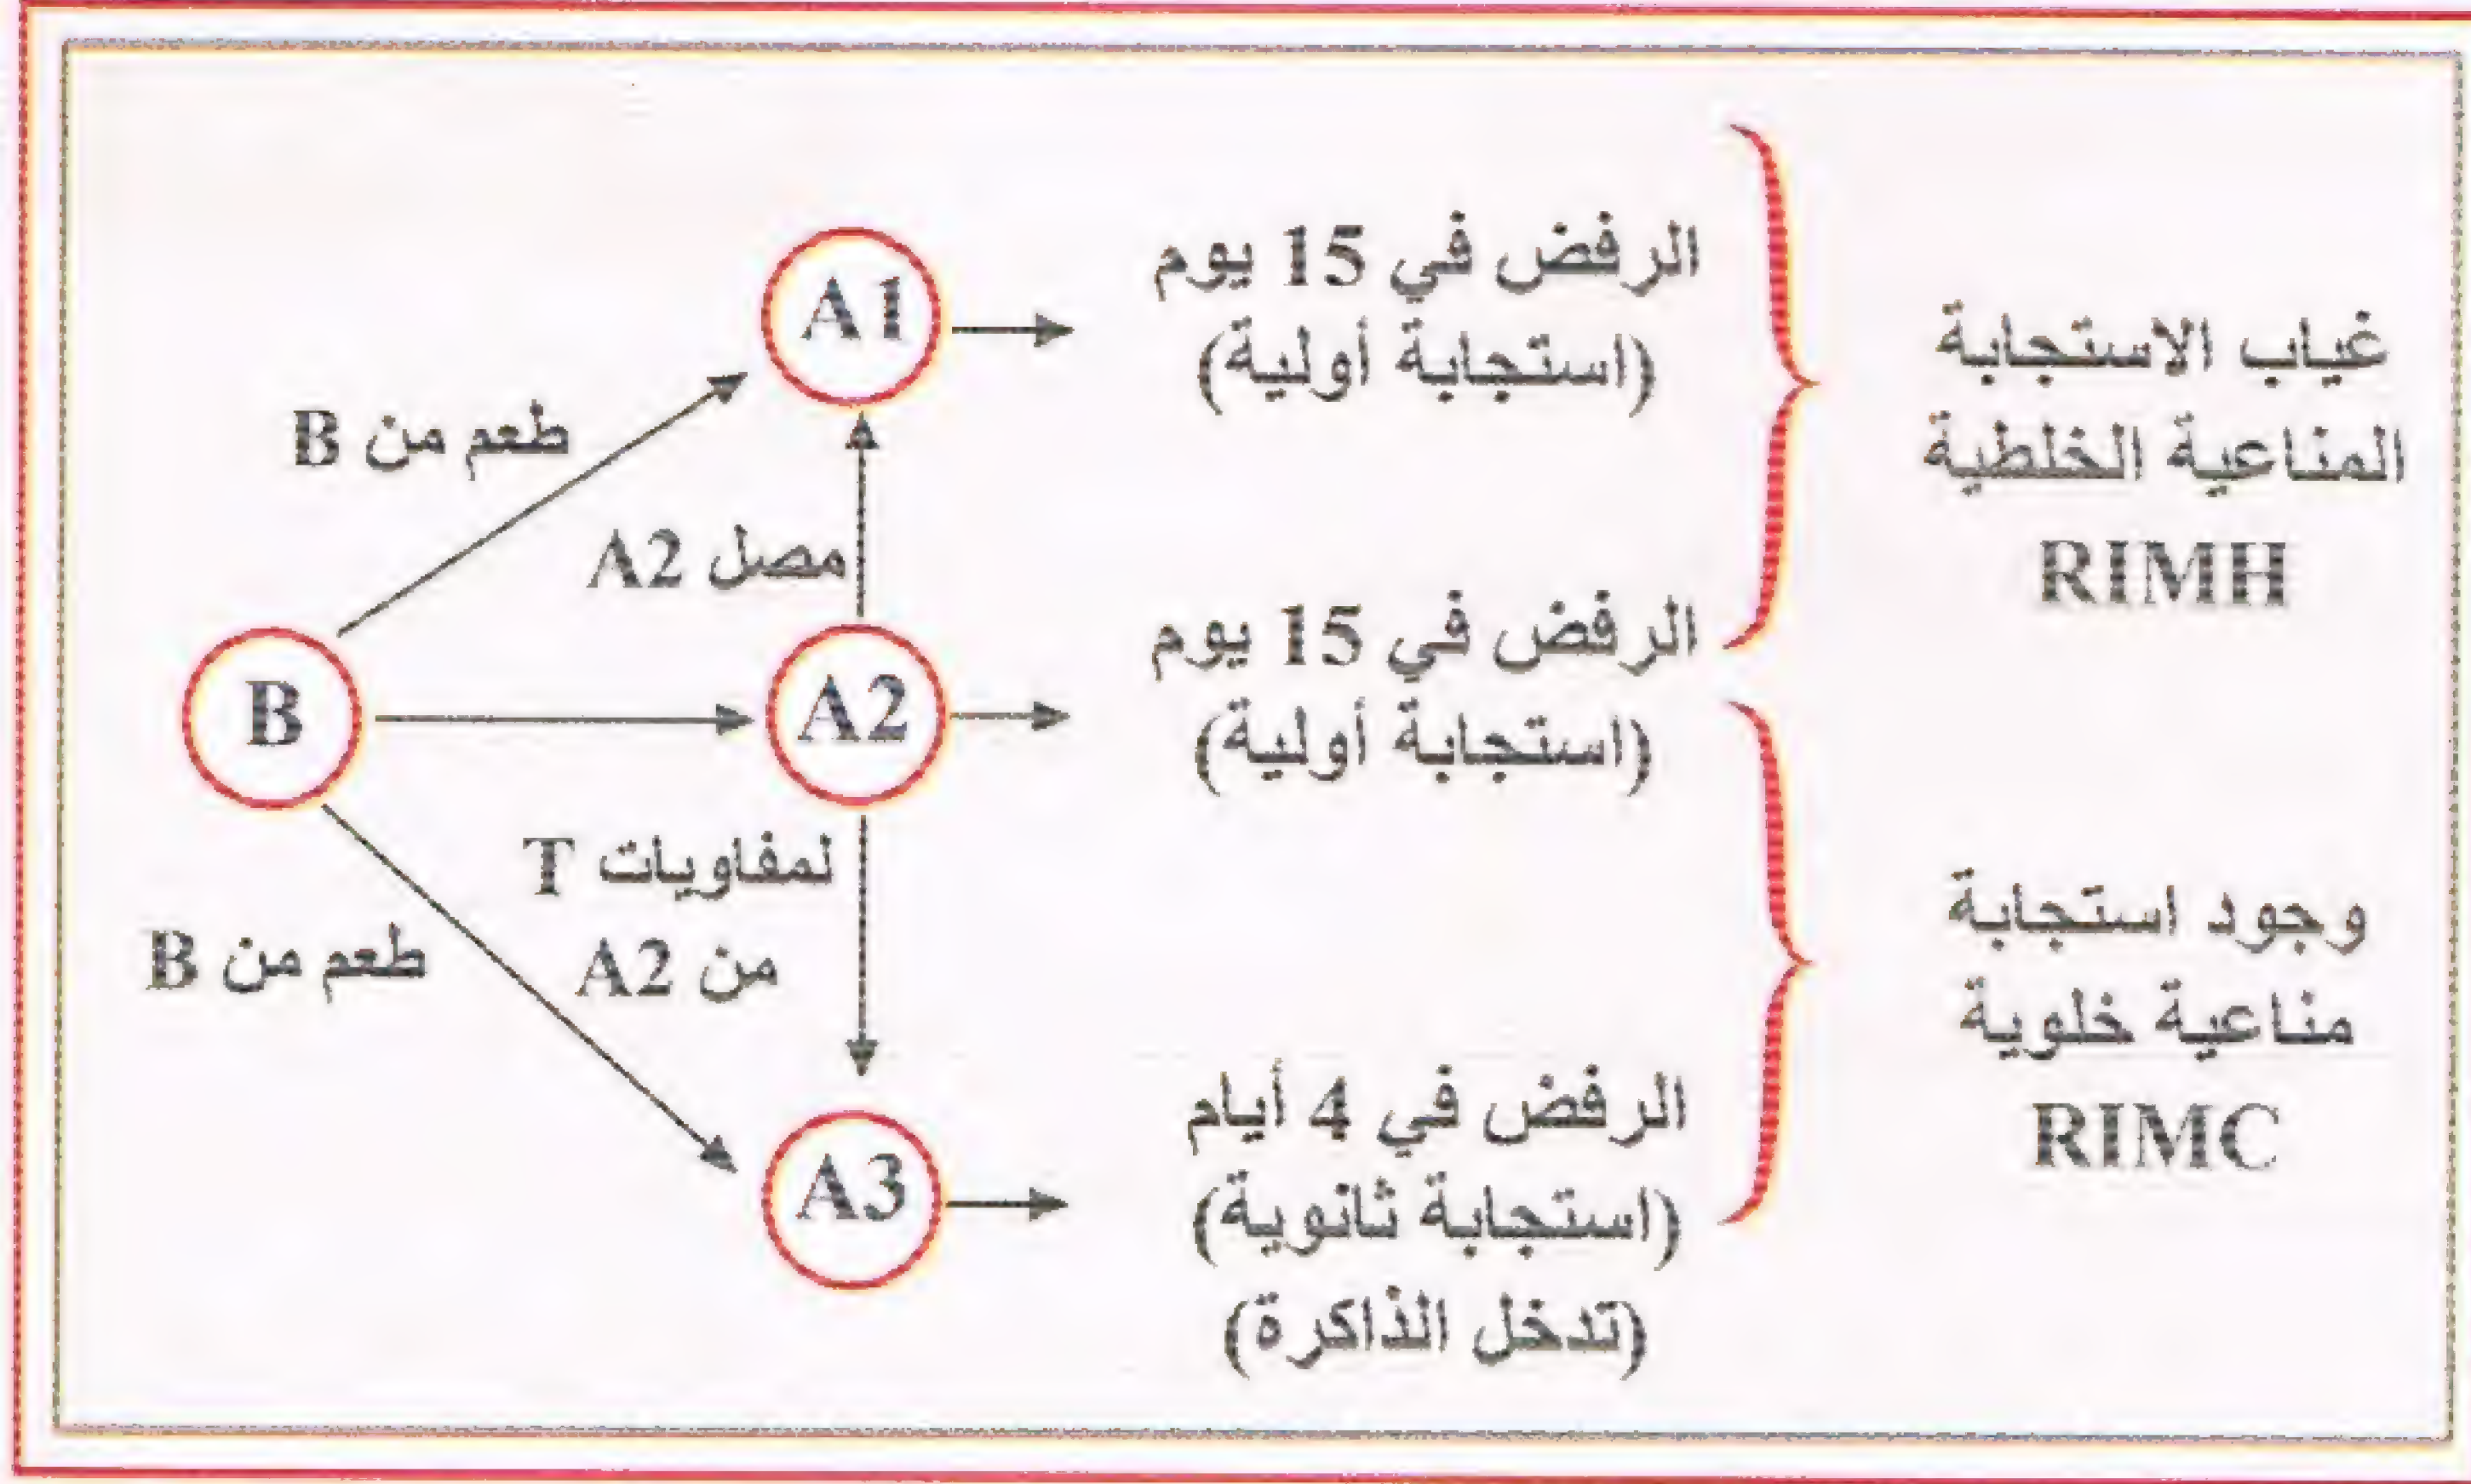 A1
الرفض في 15 يوم
(استجابة أولية)
غياب الاستجابة
المناعية الخلطية
RIMH
طعم من B
مصل A2
B
A2
الرفض في 15 يوم
(استجابة أولية)
لمفاويات T
من A2
طعم من B
وجود استجابة
مناعية خلوية
RIMC
A3
الرفض في 4 أيام
(استجابة ثانوية)
(تدخل الذاكرة)